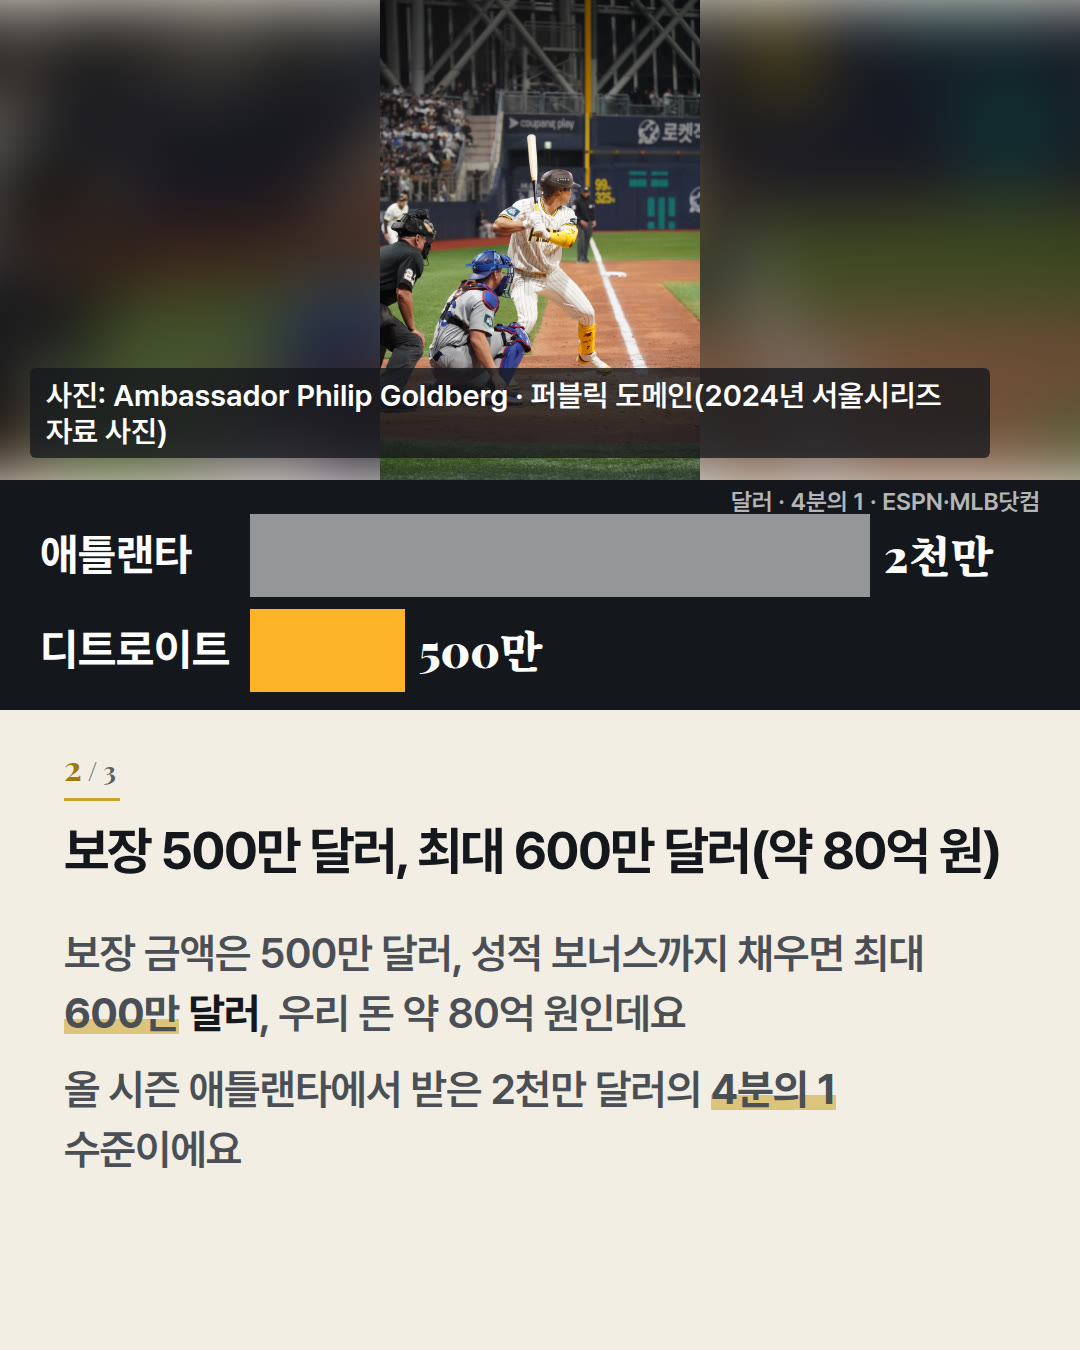 coupang play
로켓직
99
325
사진: Ambassador Philip Goldberg · 퍼블릭 도메인(2024년 서울시리즈
자료 사진)
달러 · 4분의 1 · ESPN·MLB닷컴
애틀랜타 2천만
디트로이트 500만
2 / 3
보장 500만 달러, 최대 600만 달러(약 80억 원)
보장 금액은 500만 달러, 성적 보너스까지 채우면 최대
600만 달러, 우리 돈 약 80억 원인데요
올 시즌 애틀랜타에서 받은 2천만 달러의 4분의 1
수준이에요